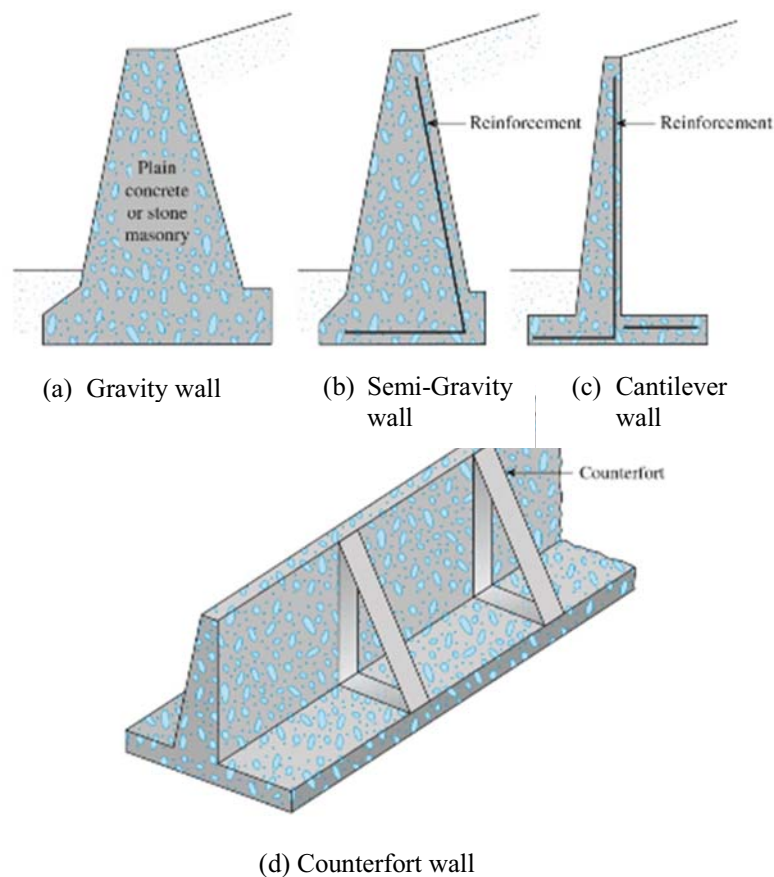 Reinforcement
Reinforcement
Plain
concrete
or stone
masonry
(a) Gravity wall
(b) Semi-Gravity
wall
(c) Cantilever
wall
Counterfort
(d) Counterfort wall